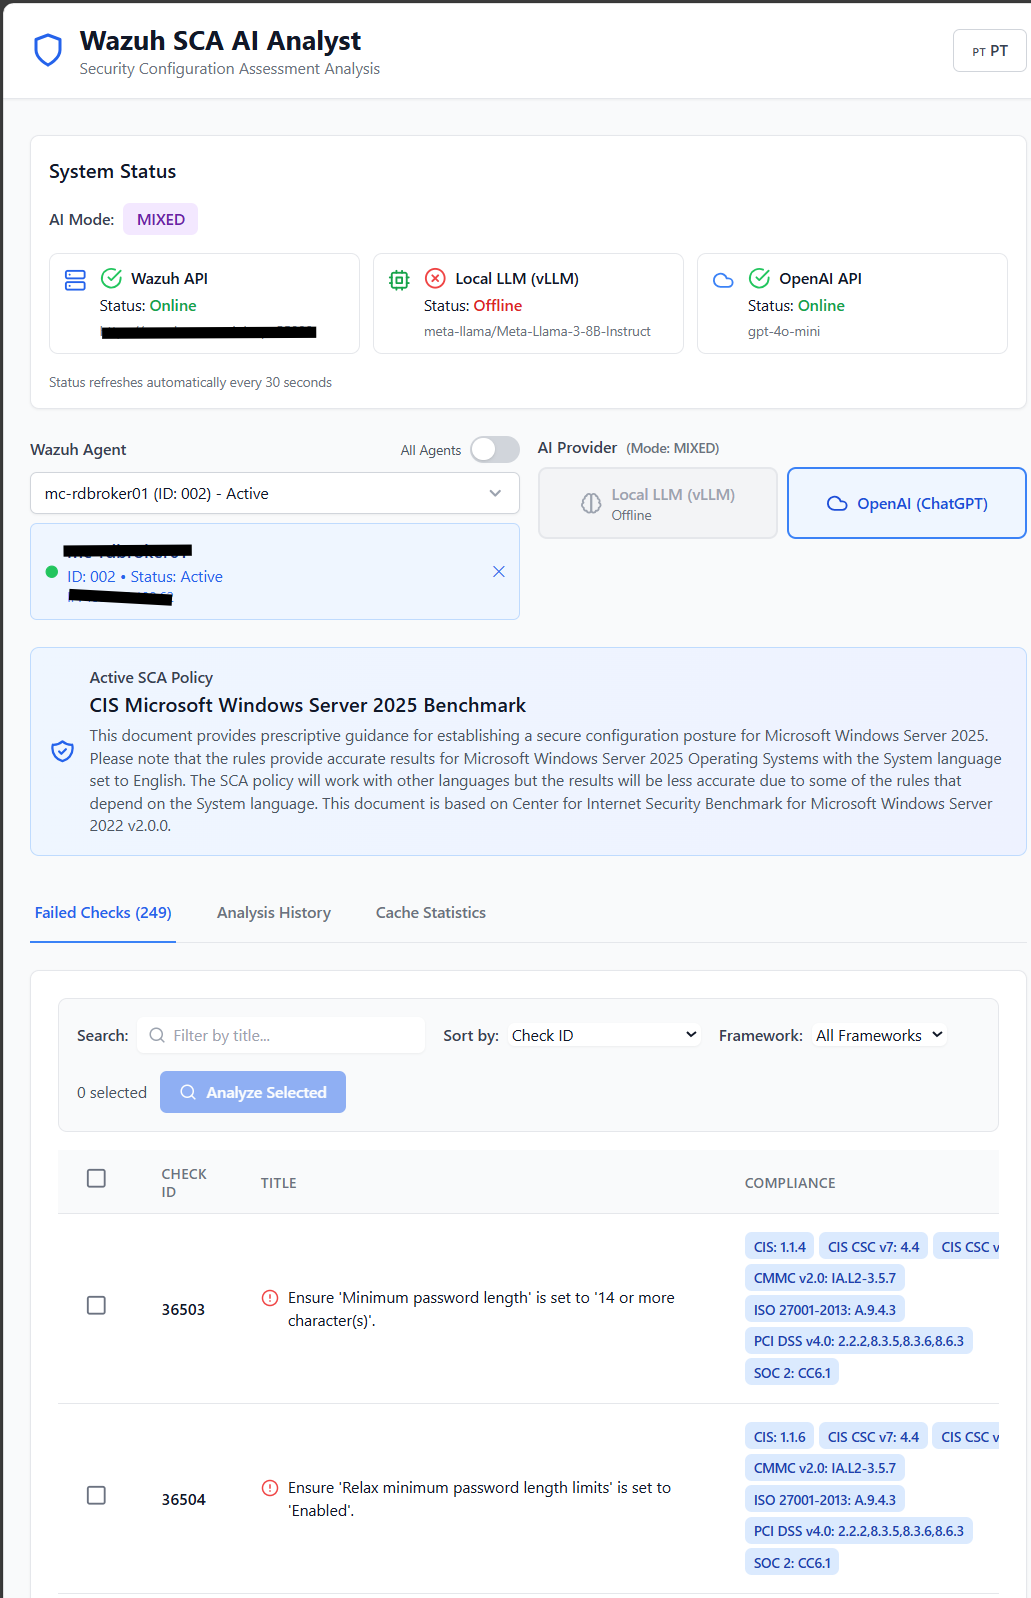 Wazuh SCA AI Analyst
Security Configuration Assessment Analysis
PT PT
System Status
AI Mode: MIXED
Wazuh API
Status: Online
Local LLM (vLLM)
Status: Offline
meta-llama/Meta-Llama-3-8B-Instruct
OpenAI API
Status: Online
gpt-4o-mini
Status refreshes automatically every 30 seconds
Wazuh Agent
All Agents
mc-rdbroker01 (ID: 002) - Active
ID: 002 • Status: Active
AI Provider (Mode: MIXED)
Local LLM (vLLM)
Offline
OpenAI (ChatGPT)
Active SCA Policy
CIS Microsoft Windows Server 2025 Benchmark
This document provides prescriptive guidance for establishing a secure configuration posture for Microsoft Windows Server 2025.
Please note that the rules provide accurate results for Microsoft Windows Server 2025 Operating Systems with the System language
set to English. The SCA policy will work with other languages but the results will be less accurate due to some of the rules that
depend on the System language. This document is based on Center for Internet Security Benchmark for Microsoft Windows Server
2022 v2.0.0.
Failed Checks (249)
Analysis History
Cache Statistics
Search: Filter by title...
Sort by: Check ID
Framework: All Frameworks
0 selected
Analyze Selected
CHECK
ID
TITLE
COMPLIANCE
36503
Ensure 'Minimum password length' is set to '14 or more
character(s)'.
CIS: 1.1.4 CIS CSC v7: 4.4 CIS CSC v
CMMC v2.0: IA.L2-3.5.7
ISO 27001-2013: A.9.4.3
PCI DSS v4.0: 2.2.2,8.3.5,8.3.6,8.6.3
SOC 2: CC6.1
36504
Ensure 'Relax minimum password length limits' is set to
'Enabled'.
CIS: 1.1.6 CIS CSC v7: 4.4 CIS CSC v
CMMC v2.0: IA.L2-3.5.7
ISO 27001-2013: A.9.4.3
PCI DSS v4.0: 2.2.2,8.3.5,8.3.6,8.6.3
SOC 2: CC6.1